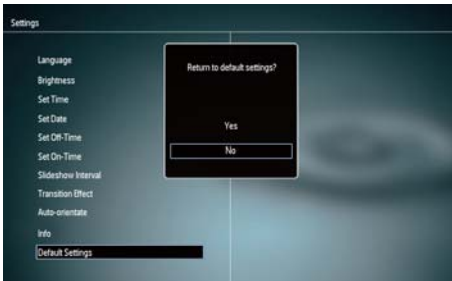 Settings
Language
Brightness
Set Time
Set Date
Set Off-Time
Set On-Time
Slideshow Interval
Transition Effect
Auto-orientate
Info
Default Settings
Return to default settings?
Yes
No